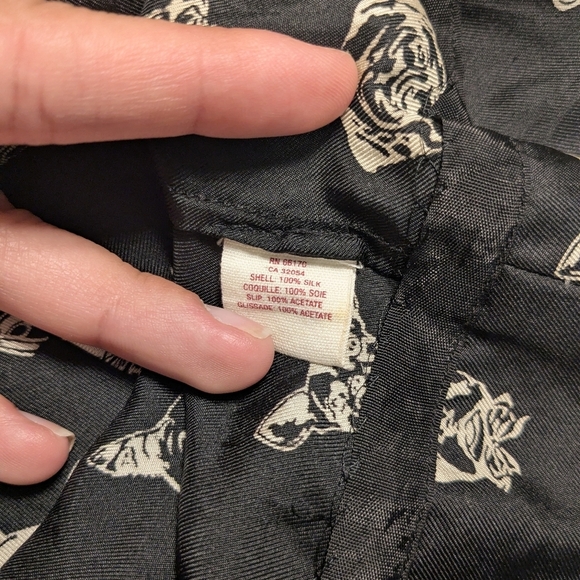 RN 66170
CA 32054
SHELL: 100% SILK
COQUILLE: 100% SOIE
SLIP: 100% ACETATE
GLISSADE: 100% ACETATE